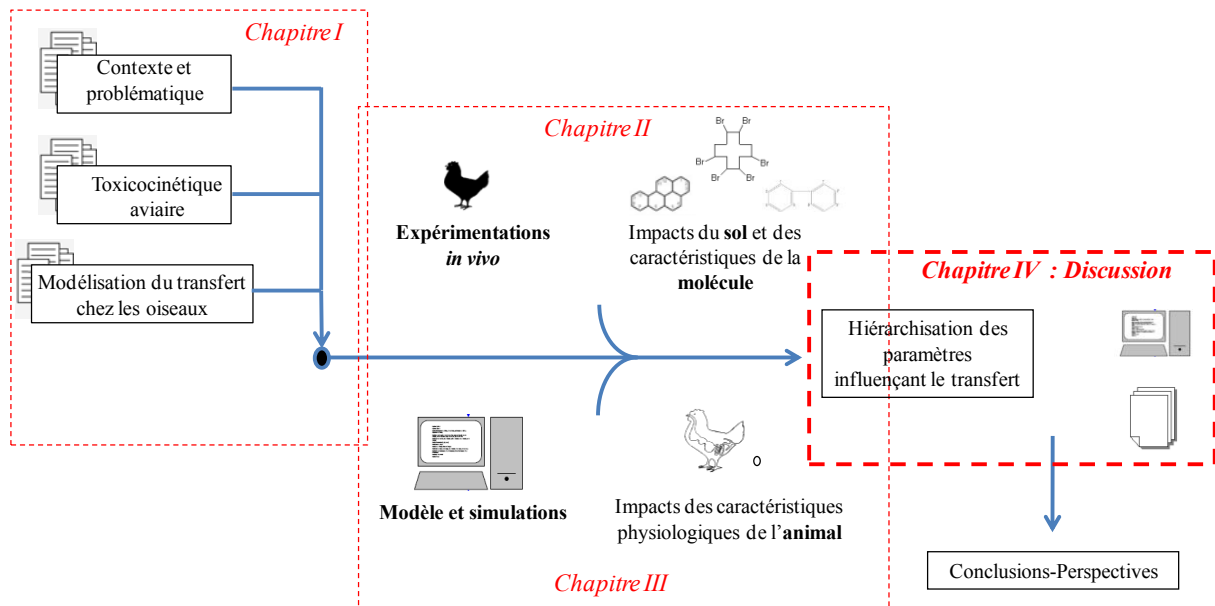 Chapitre I
Contexte et
problématique
Toxicocinétique
aviaire
Modélisation du transfert
chez les oiseaux
Chapitre II
Br
Br
Br
Br
Br
Br
Expérimentations
in vivo
Impacts du sol et des
caractéristiques de la
molécule
Modèle et simulations
O
Impacts des caractéristiques
physiologiques de l'animal
Chapitre III
Chapitre IV : Discussion
Hiérarchisation des
paramètres
influençant le transfert
Conclusions-Perspectives